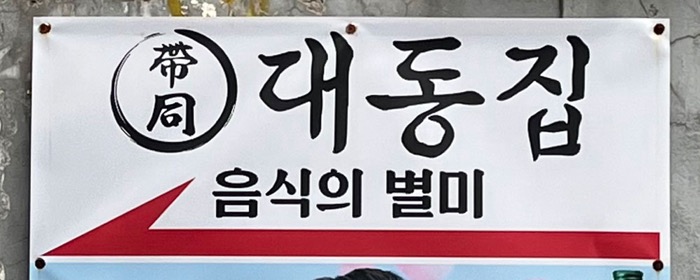 帶同
대동집
음식의 별미